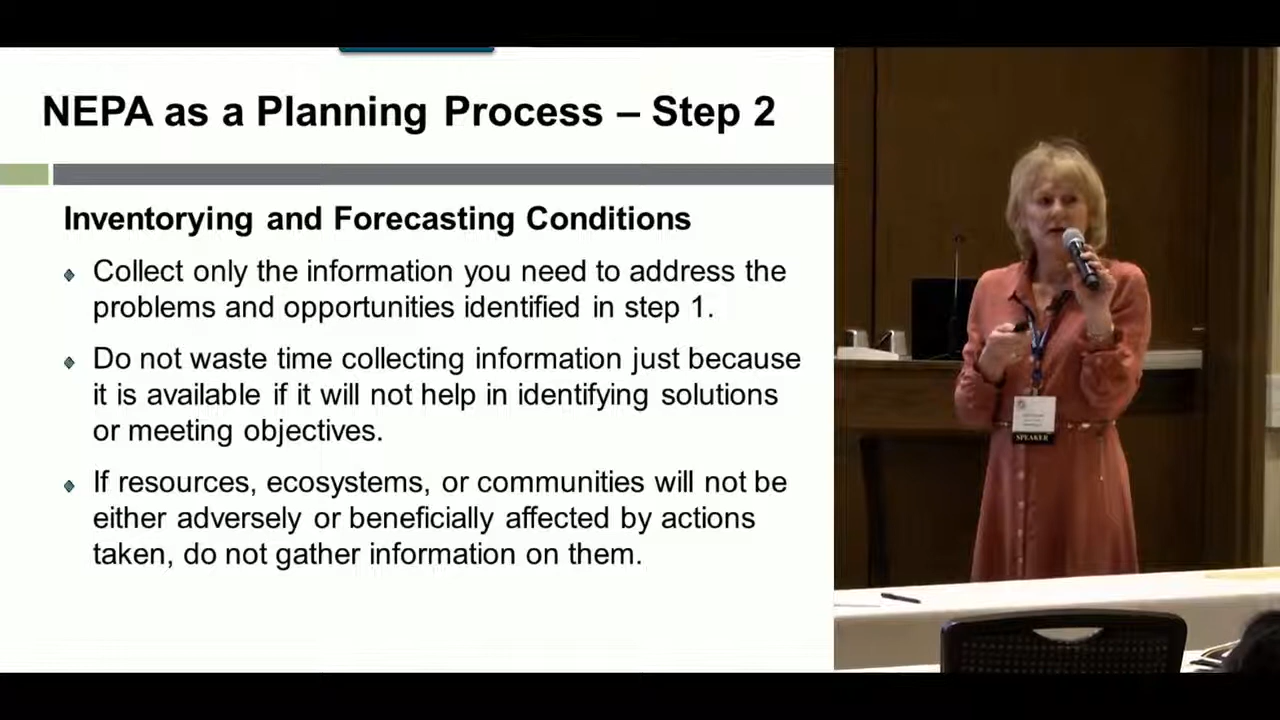 NEPA as a Planning Process – Step 2
Inventorying and Forecasting Conditions
Collect only the information you need to address the
problems and opportunities identified in step 1.
Do not waste time collecting information just because
it is available if it will not help in identifying solutions
or meeting objectives.
If resources, ecosystems, or communities will not be
either adversely or beneficially affected by actions
taken, do not gather information on them.
SPEAKER